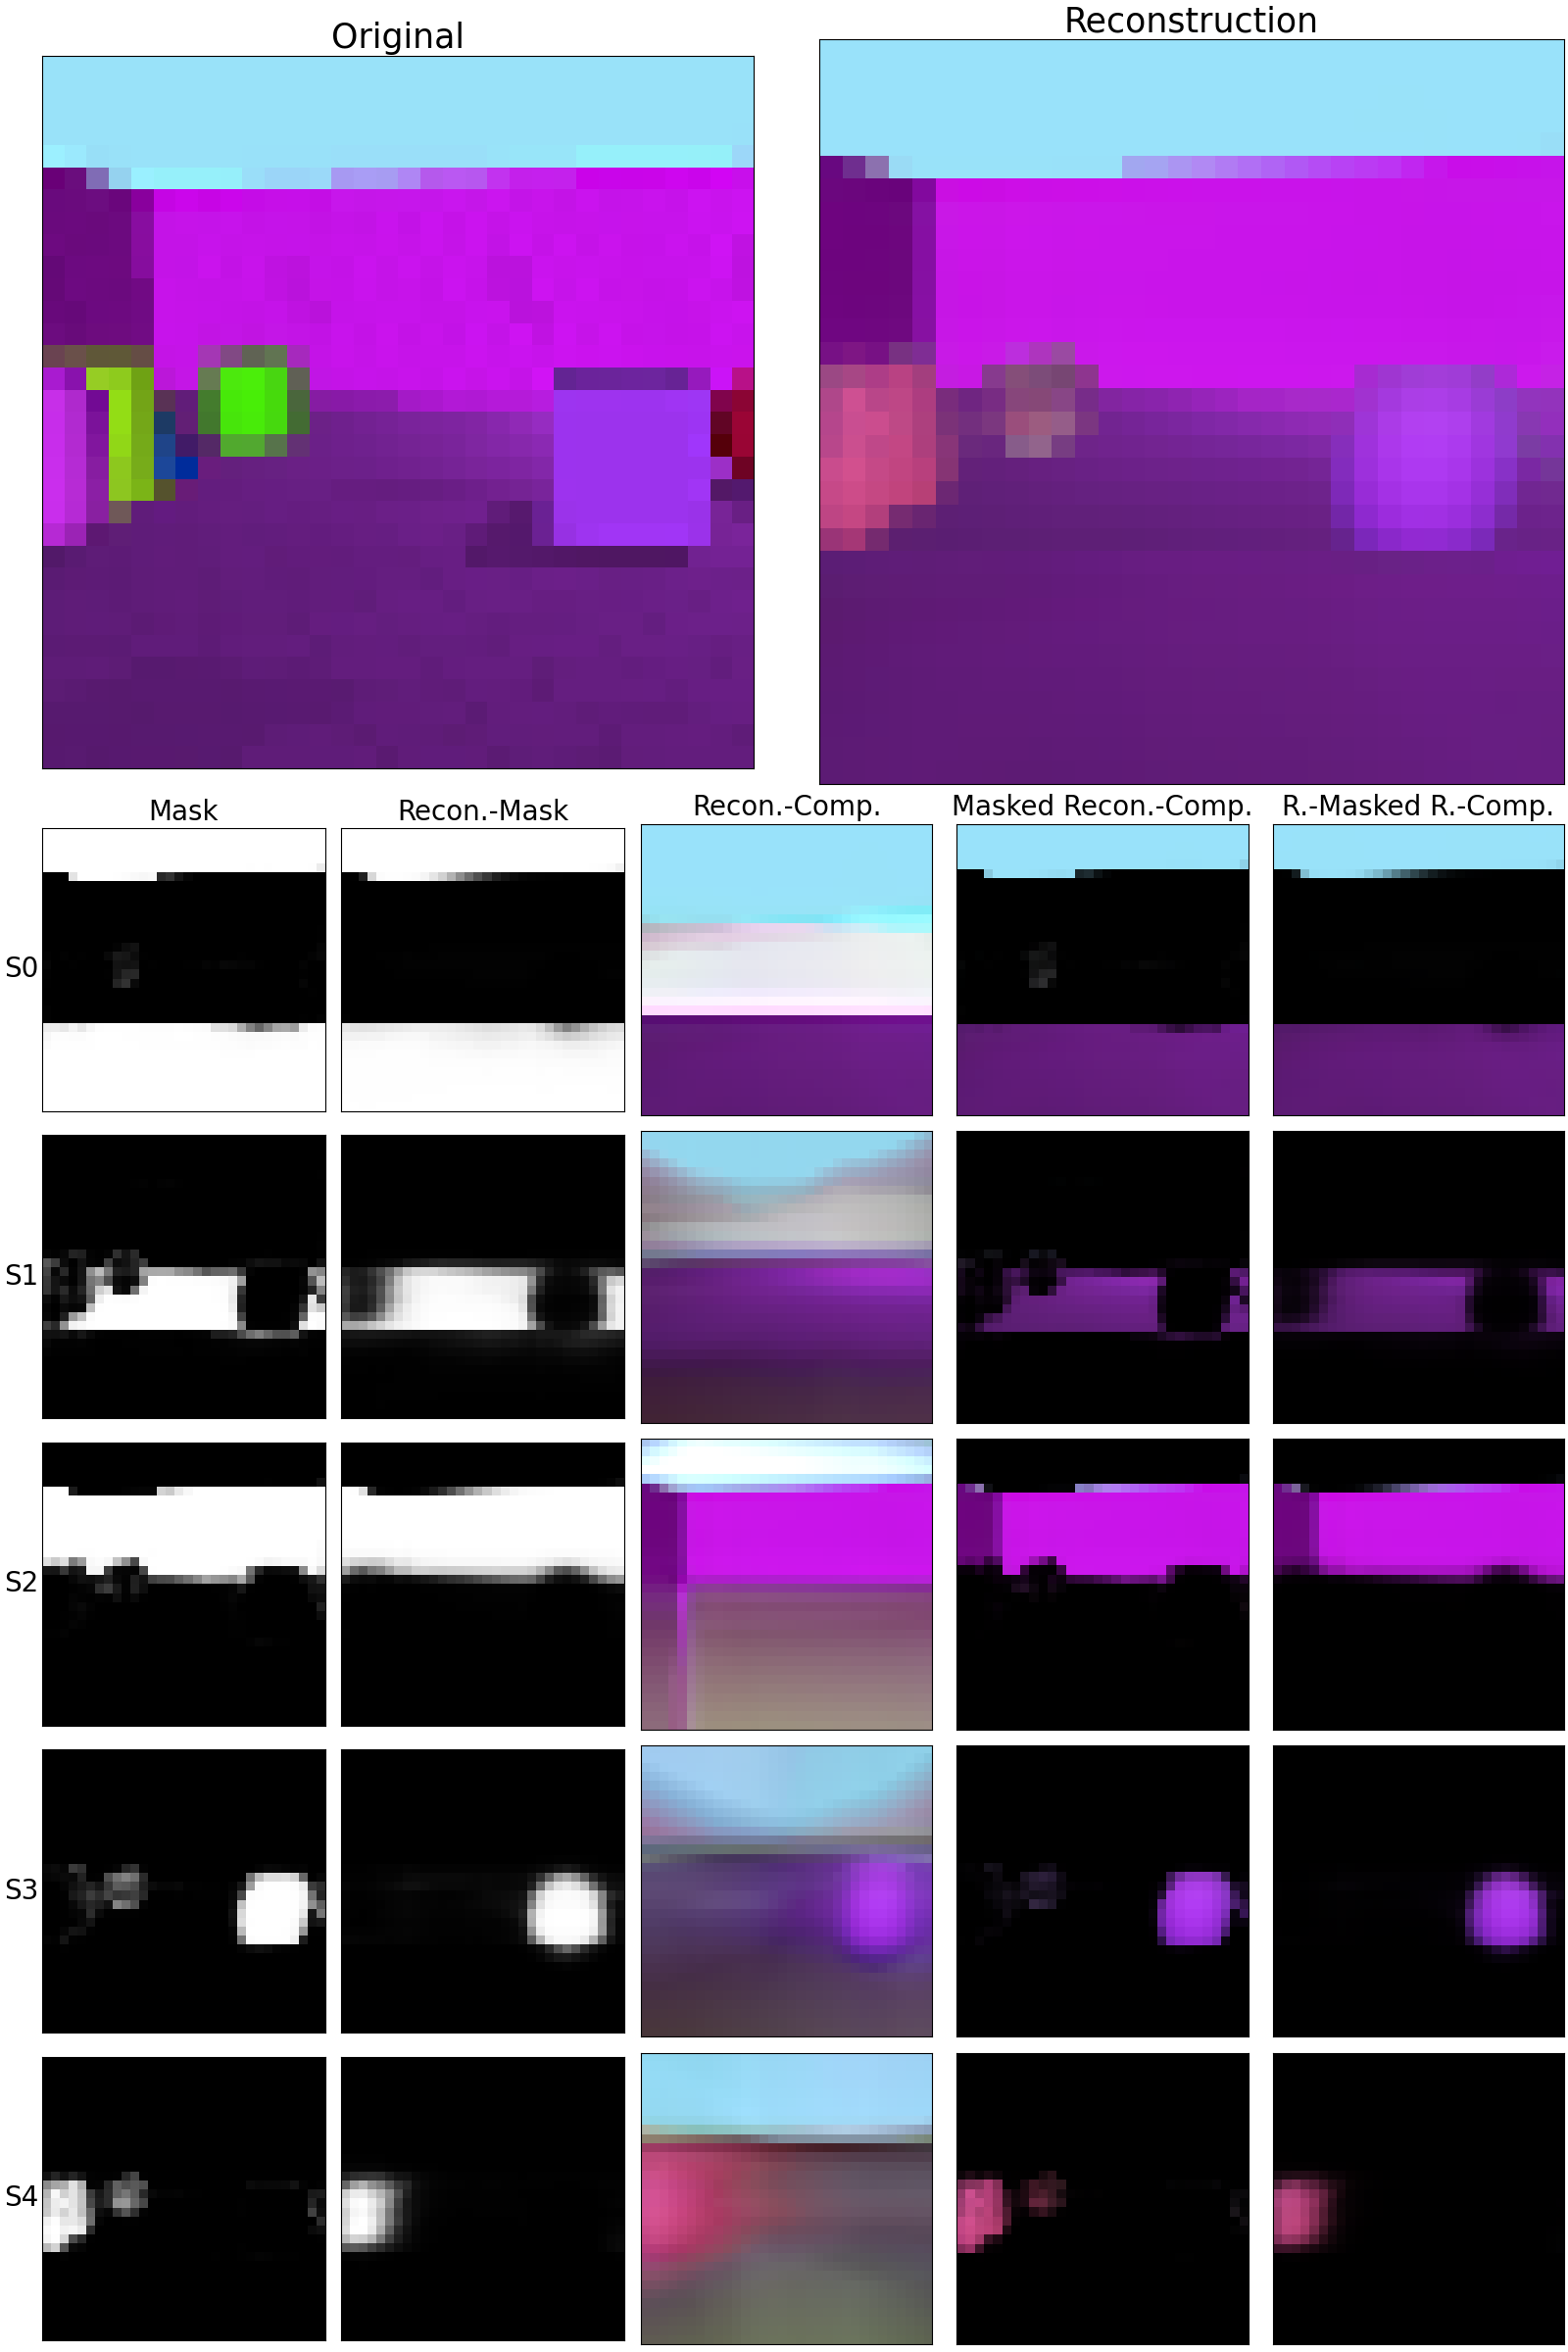 Original
Reconstruction
Mask
Recon.-Mask
Recon.-Comp.
Masked Recon.-Comp.
R.-Masked R.-Comp.
S0
S1
S2
S3
S4